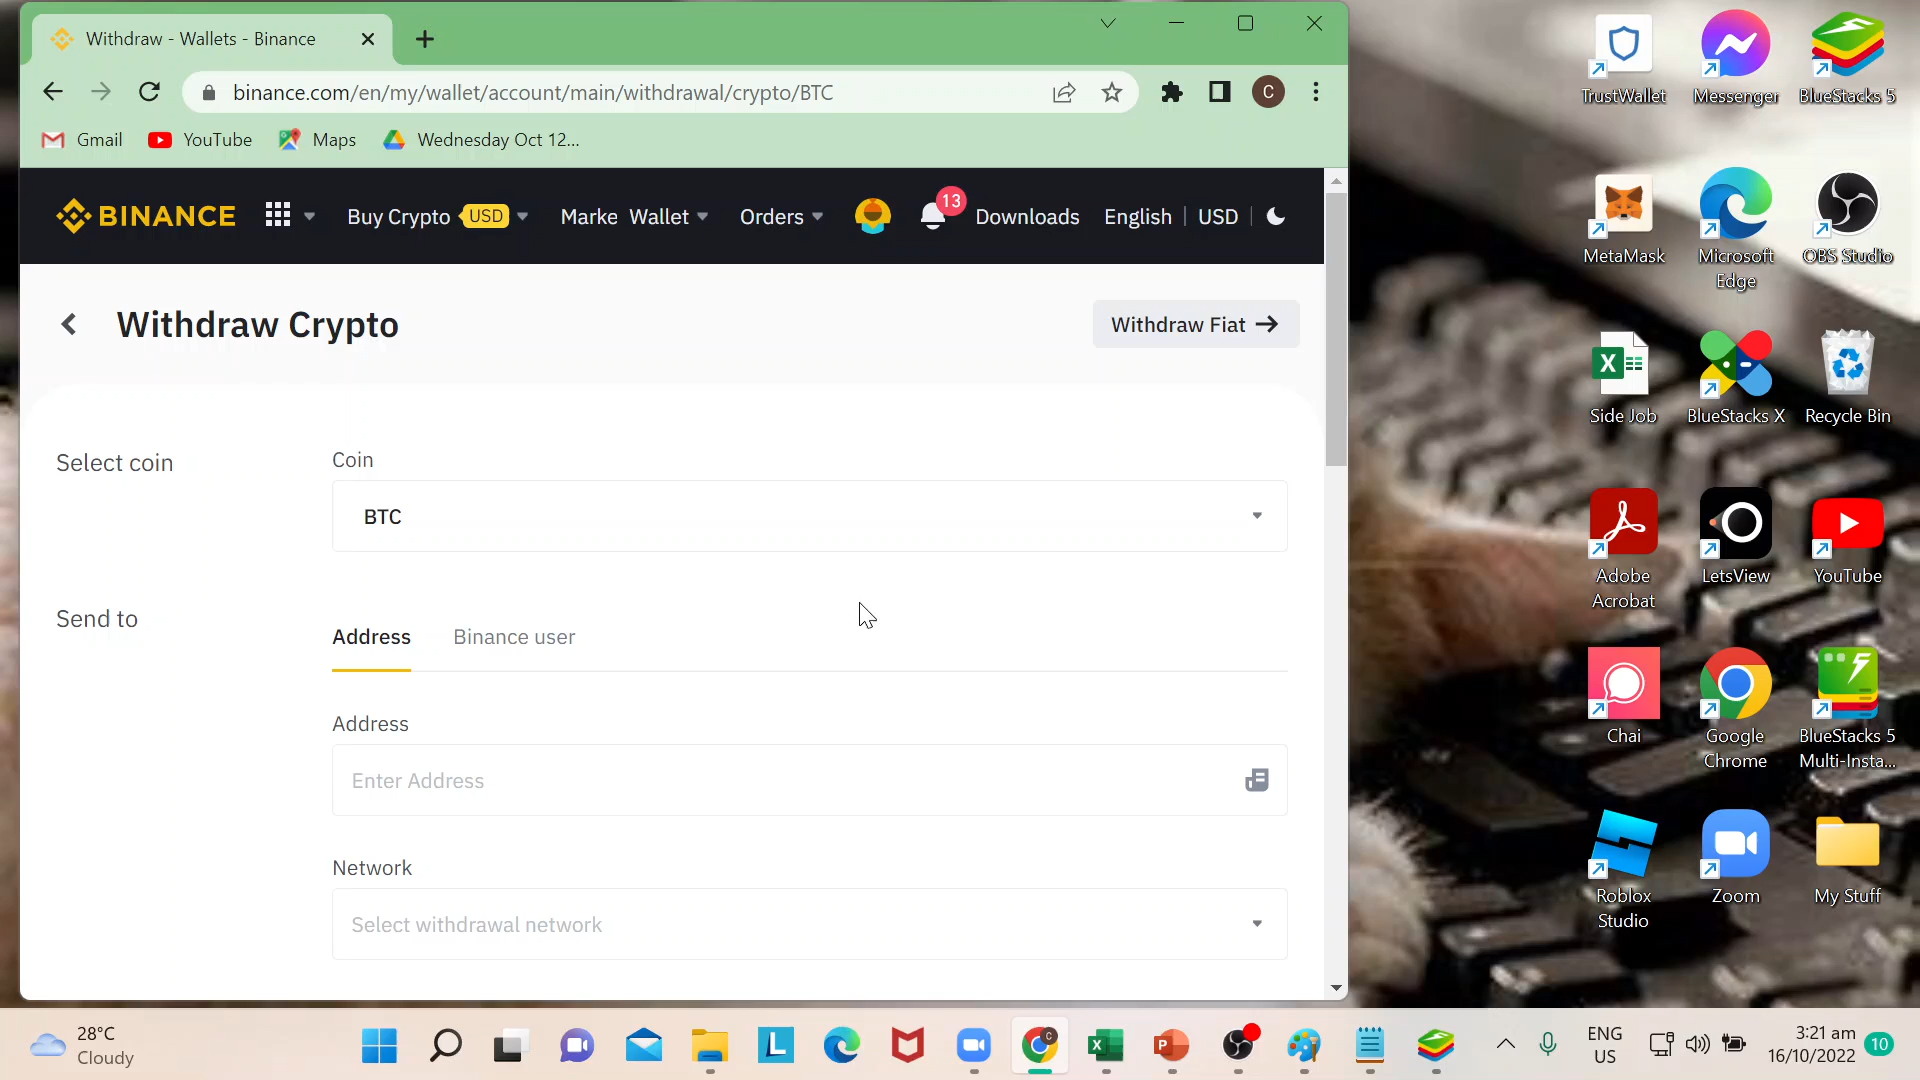 Withdraw - Wallets - Binance
binance.com/en/my/wallet/account/main/withdrawal/crypto/BTC
C
Gmail
YouTube
Maps
Wednesday Oct 12...
BINANCE
Buy Crypto
USD
Marke
Wallet
Orders
13
Downloads
English
USD
Withdraw Crypto
Withdraw Fiat
Select coin
Coin
BTC
Send to
Address
Binance user
Address
Enter Address
Network
Select withdrawal network
TrustWallet
Messenger
BlueStacks 5
MetaMask
Microsoft
Edge
OBS Studio
X
Side Job
BlueStacks X
Recycle Bin
Adobe
Acrobat
LetsView
YouTube
Chai
Google
Chrome
BlueStacks 5
Multi-Insta...
Roblox
Studio
Zoom
My Stuff
28°C
Cloudy
L
C
X
P
ENG
US
3:21 am
16/10/2022
10